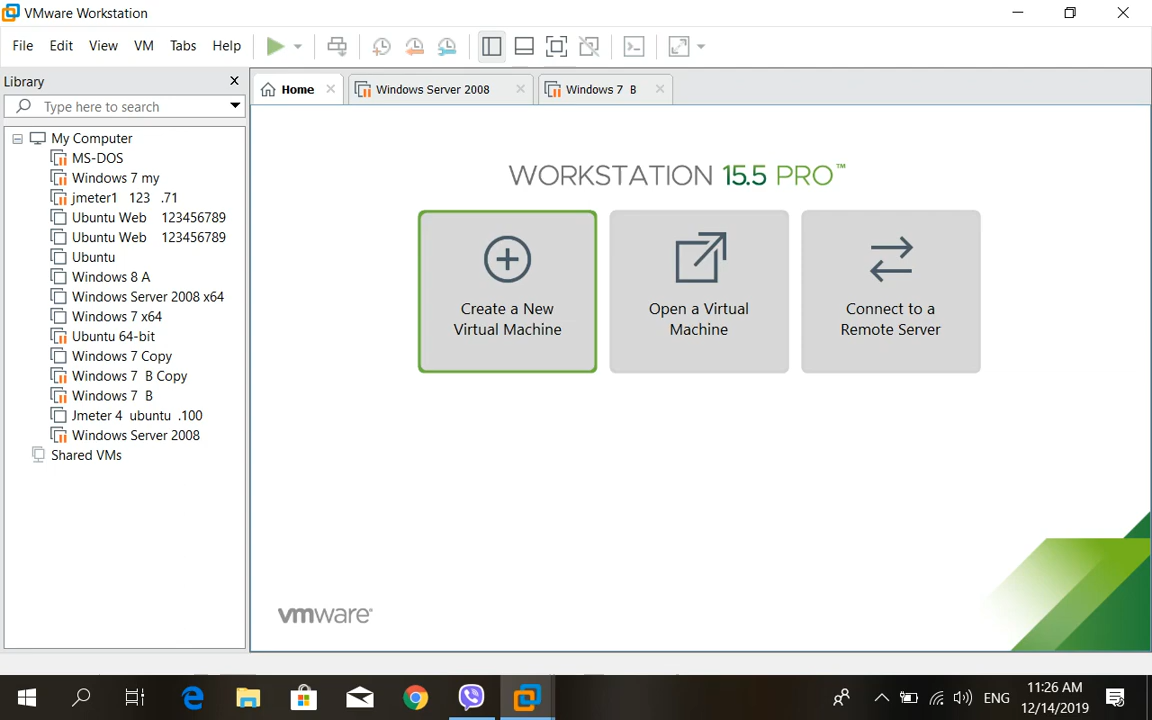 VMware Workstation
File Edit View VM Tabs Help
Library
Type here to search
My Computer
MS-DOS
Windows 7 my
jmeter1 123 .71
Ubuntu Web 123456789
Ubuntu Web 123456789
Ubuntu
Windows 8 A
Windows Server 2008 x64
Windows 7 x64
Ubuntu 64-bit
Windows 7 Copy
Windows 7 B Copy
Windows 7 B
Jmeter 4 ubuntu .100
Windows Server 2008
Shared VMs
Home Windows Server 2008 Windows 7 B
WORKSTATION 15.5 PRO™
Create a New
Virtual Machine
Open a Virtual
Machine
Connect to a
Remote Server
vmware®
ENG
11:26 AM
12/14/2019